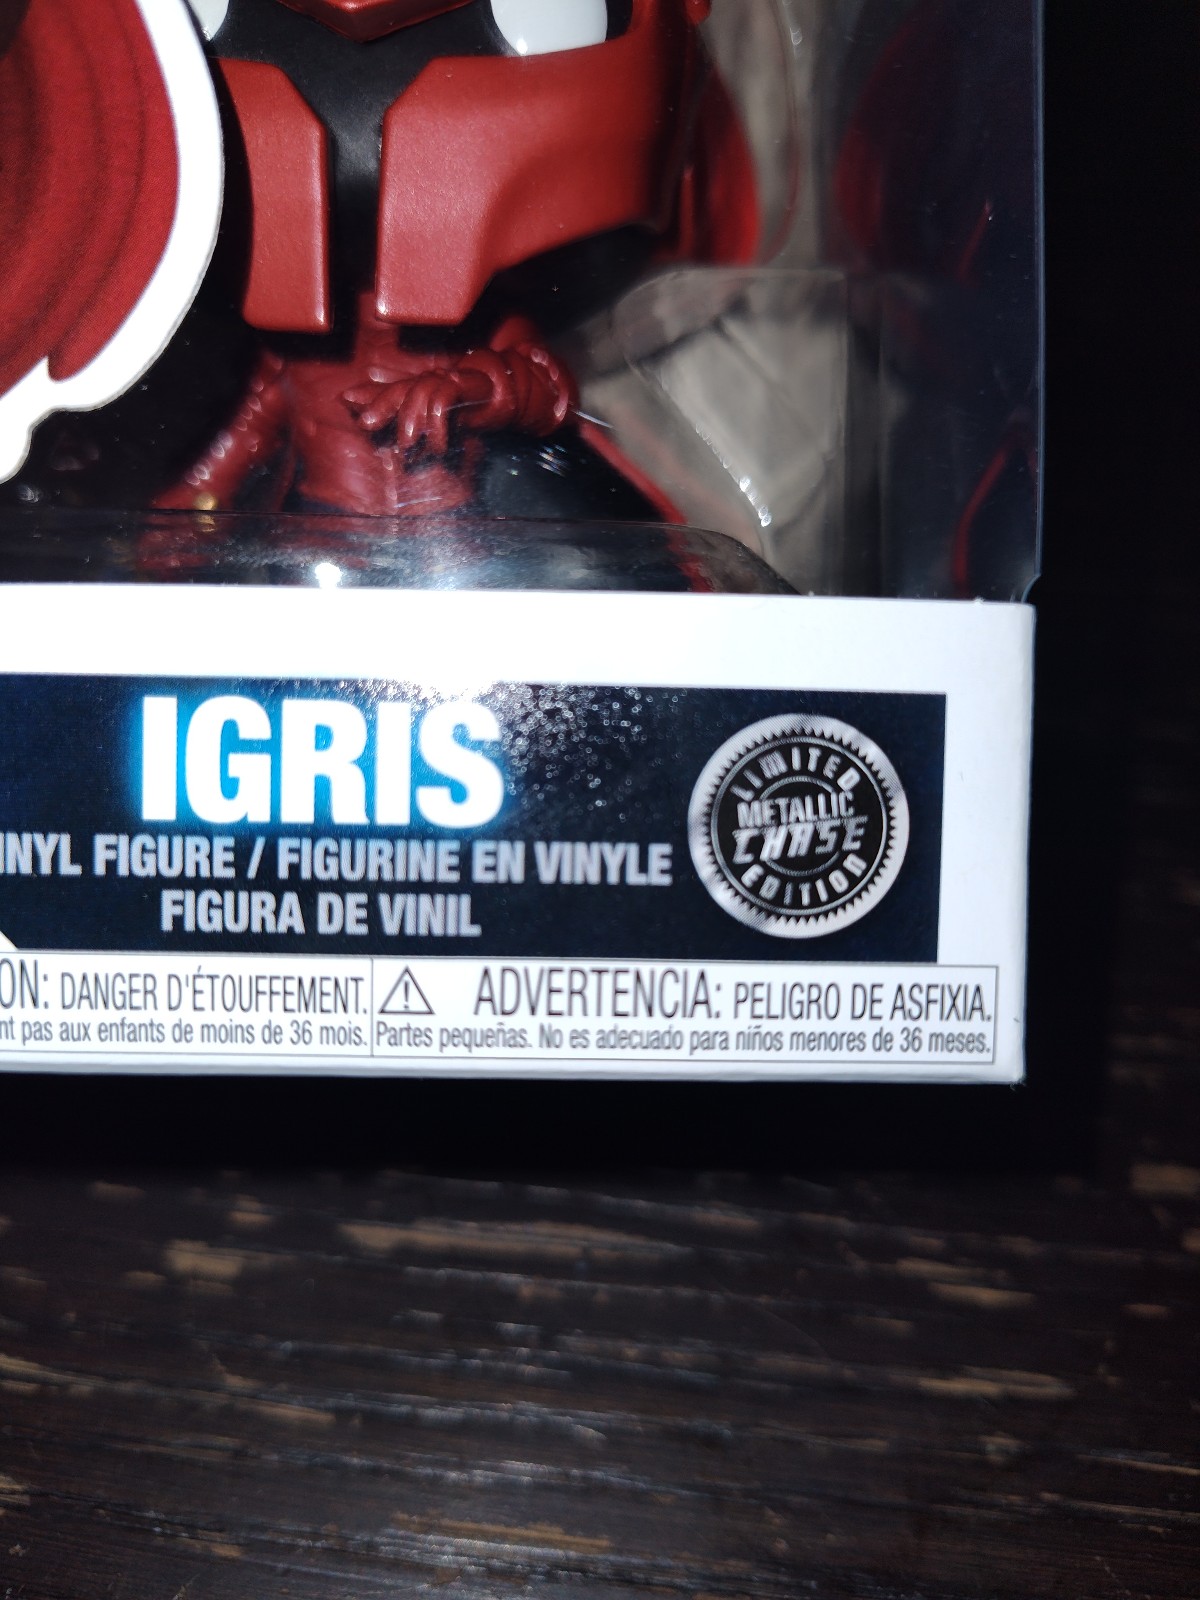 IGRIS
INYL FIGURE / FIGURINE EN VINYLE
FIGURA DE VINIL
LIMITED
METALLIC
CHASE
EDITION
ON: DANGER D'ÉTOUFFEMENT.
nt pas aux enfants de moins de 36 mois.
ADVERTENCIA: PELIGRO DE ASFIXIA.
Partes pequeñas. No es adecuado para niños menores de 36 meses.